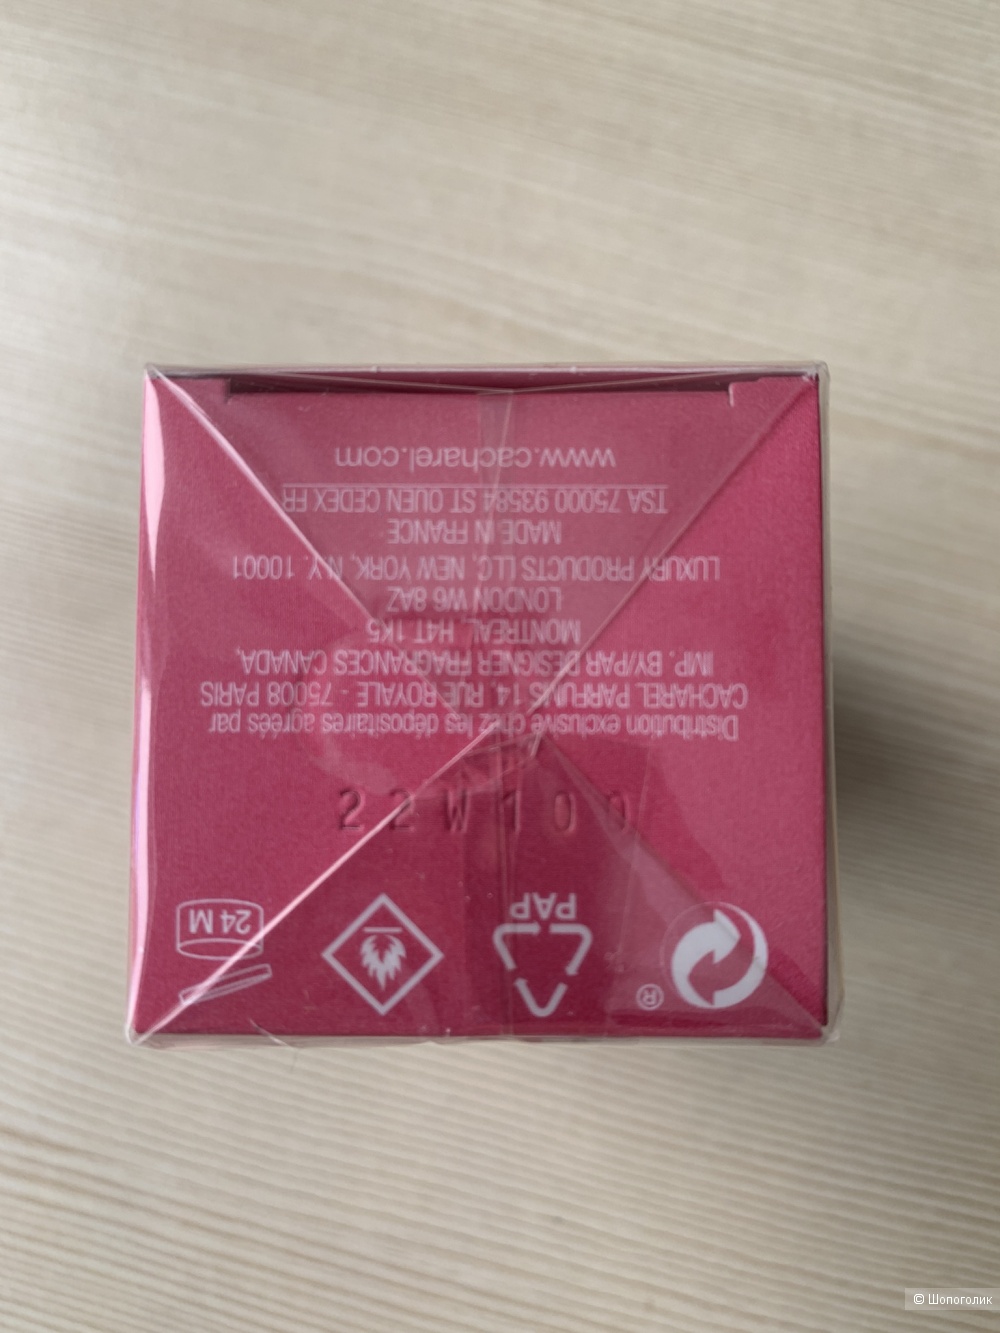 Distribution exclusive chez les dépositaires agréés par
CACHAREL PARFUMS 14, RUE ROYALE - 75008 PARIS
IMP. BY/PAR DESIGNER FRAGRANCES CANADA,
MONTREAL, H4T 1K5
LONDON W6 8AZ
LUXURY PRODUCTS LLC, NEW YORK, N.Y. 10001
MADE IN FRANCE
TSA 75000 93584 ST OUEN CEDEX FR
www.cacharel.com
22W100
24 M
PAP
®
© Шопоголик